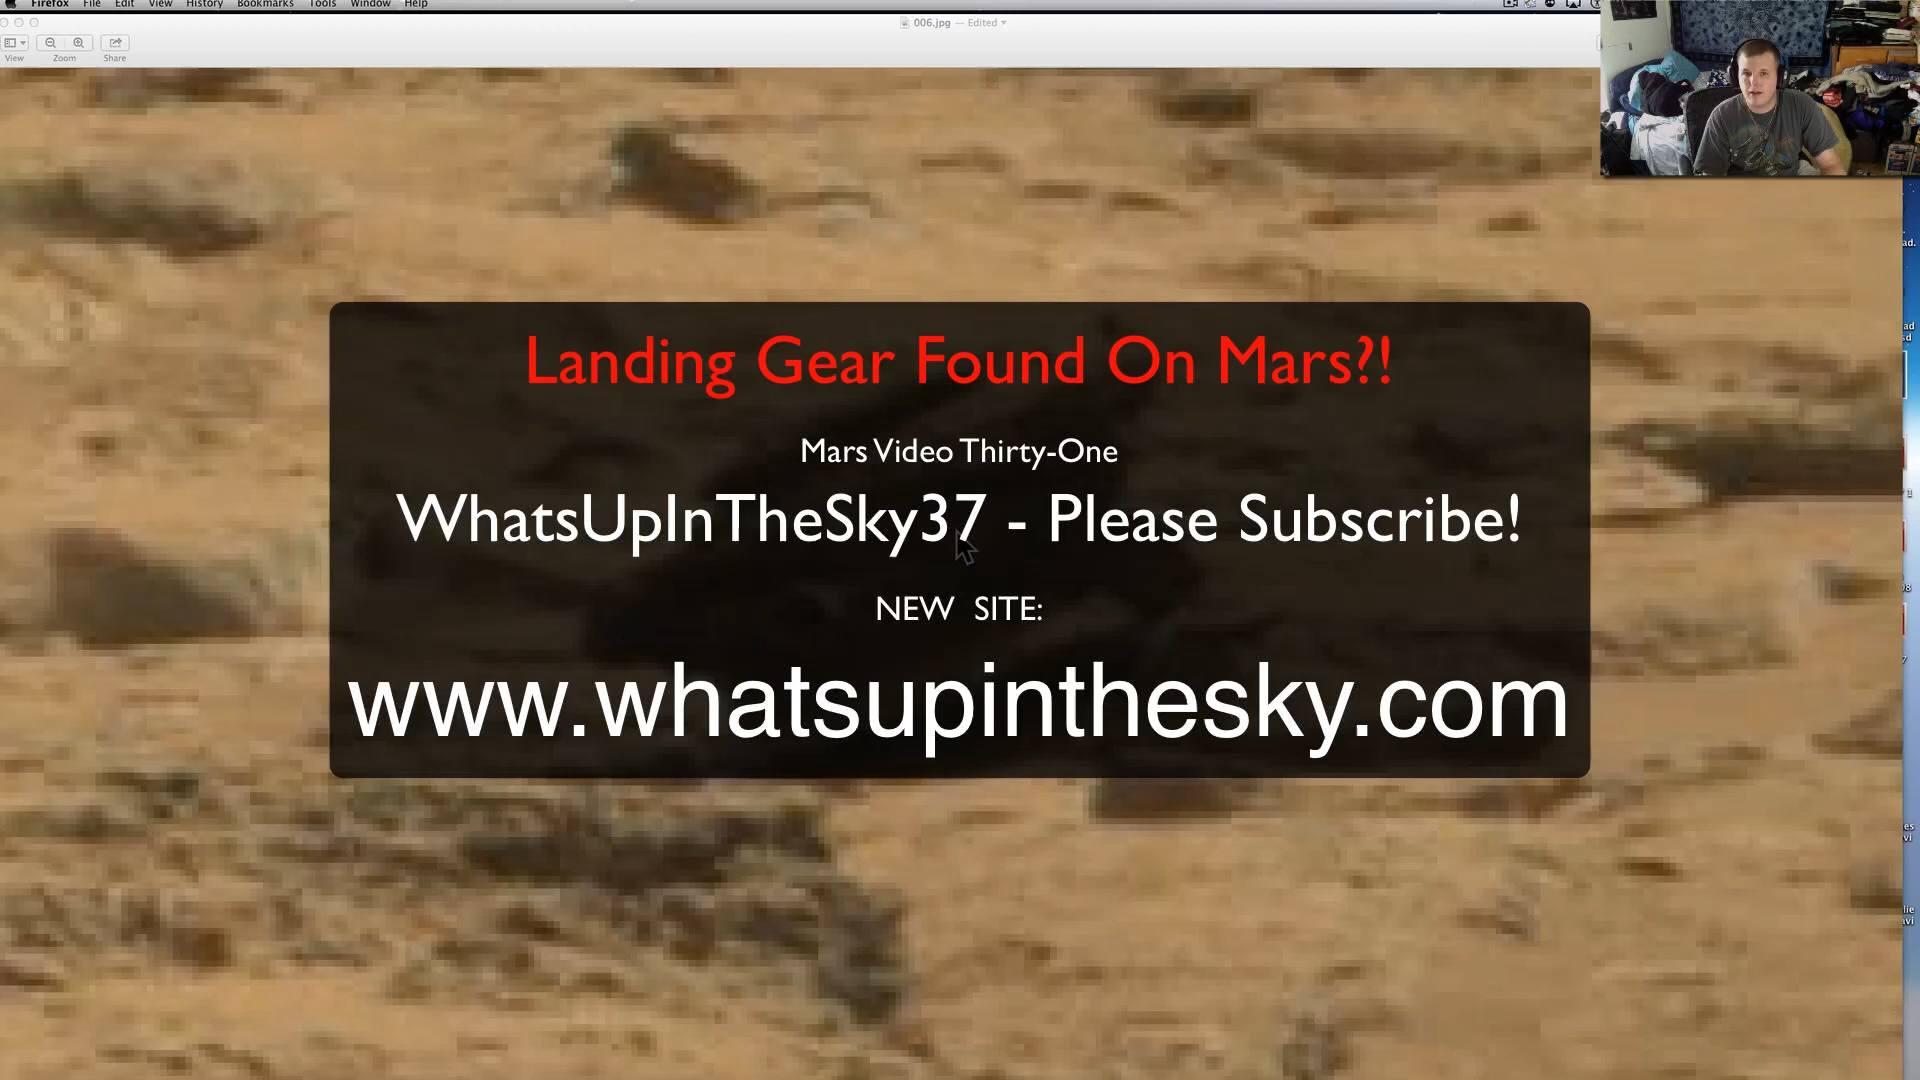 Firefox File Edit View History Bookmarks Tools Window Help
006.jpg — Edited
View Zoom Share
Landing Gear Found On Mars?!
Mars Video Thirty-One
WhatsUpInTheSky37 - Please Subscribe!
NEW SITE:
www.whatsupinthesky.com